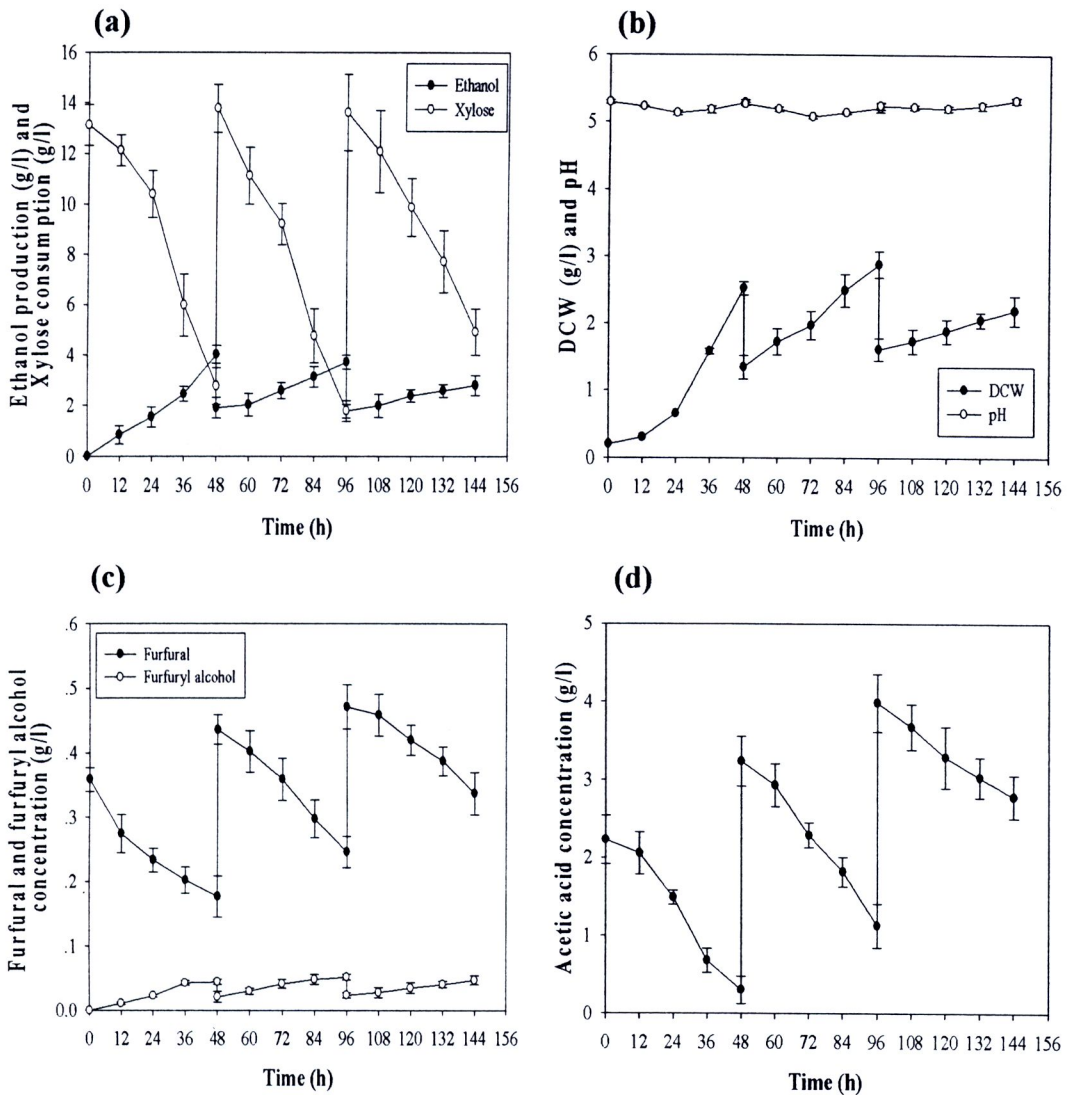 (a)
Ethanol production (g/l) and
Xylose consumption (g/l)
16
14
12
10
8
6
4
2
0
Ethanol
Xylose
0 12 24 36 48 60 72 84 96 108 120 132 144 156
Time (h)
(b)
DCW (g/l) and pH
6
5
4
3
2
1
0
DCW
pH
0 12 24 36 48 60 72 84 96 108 120 132 144 156
Time (h)
(c)
Furfural and furfuryl alcohol
concentration (g/l)
.6
.5
.4
.3
.2
.1
0.0
Furfural
Furfuryl alcohol
0 12 24 36 48 60 72 84 96 108 120 132 144 156
Time (h)
(d)
Acetic acid concentration (g/l)
5
4
3
2
1
0
0 12 24 36 48 60 72 84 96 108 120 132 144 156
Time (h)